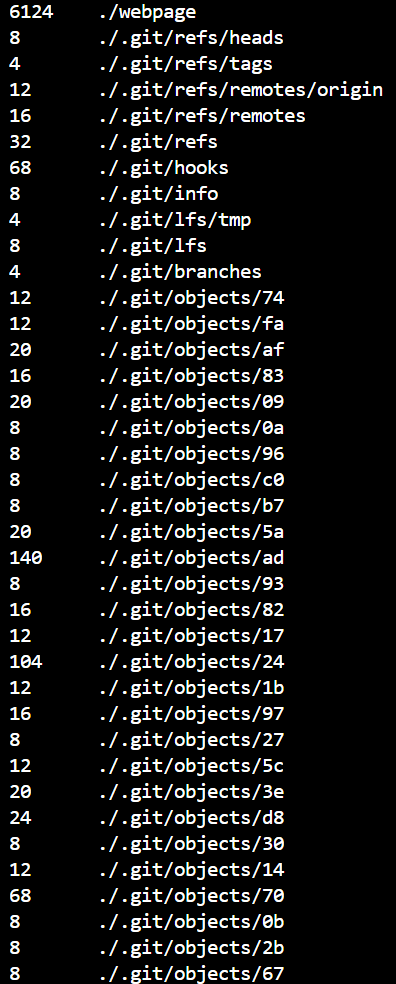 6124 ./webpage
8 ./.git/refs/heads
4 ./.git/refs/tags
12 ./.git/refs/remotes/origin
16 ./.git/refs/remotes
32 ./.git/refs
68 ./.git/hooks
8 ./.git/info
4 ./.git/lfs/tmp
8 ./.git/lfs
4 ./.git/branches
12 ./.git/objects/74
12 ./.git/objects/fa
20 ./.git/objects/af
16 ./.git/objects/83
20 ./.git/objects/09
8 ./.git/objects/0a
8 ./.git/objects/96
8 ./.git/objects/c0
8 ./.git/objects/b7
20 ./.git/objects/5a
140 ./.git/objects/ad
8 ./.git/objects/93
16 ./.git/objects/82
12 ./.git/objects/17
104 ./.git/objects/24
12 ./.git/objects/1b
16 ./.git/objects/97
8 ./.git/objects/27
12 ./.git/objects/5c
20 ./.git/objects/3e
24 ./.git/objects/d8
8 ./.git/objects/30
12 ./.git/objects/14
68 ./.git/objects/70
8 ./.git/objects/0b
8 ./.git/objects/2b
8 ./.git/objects/67